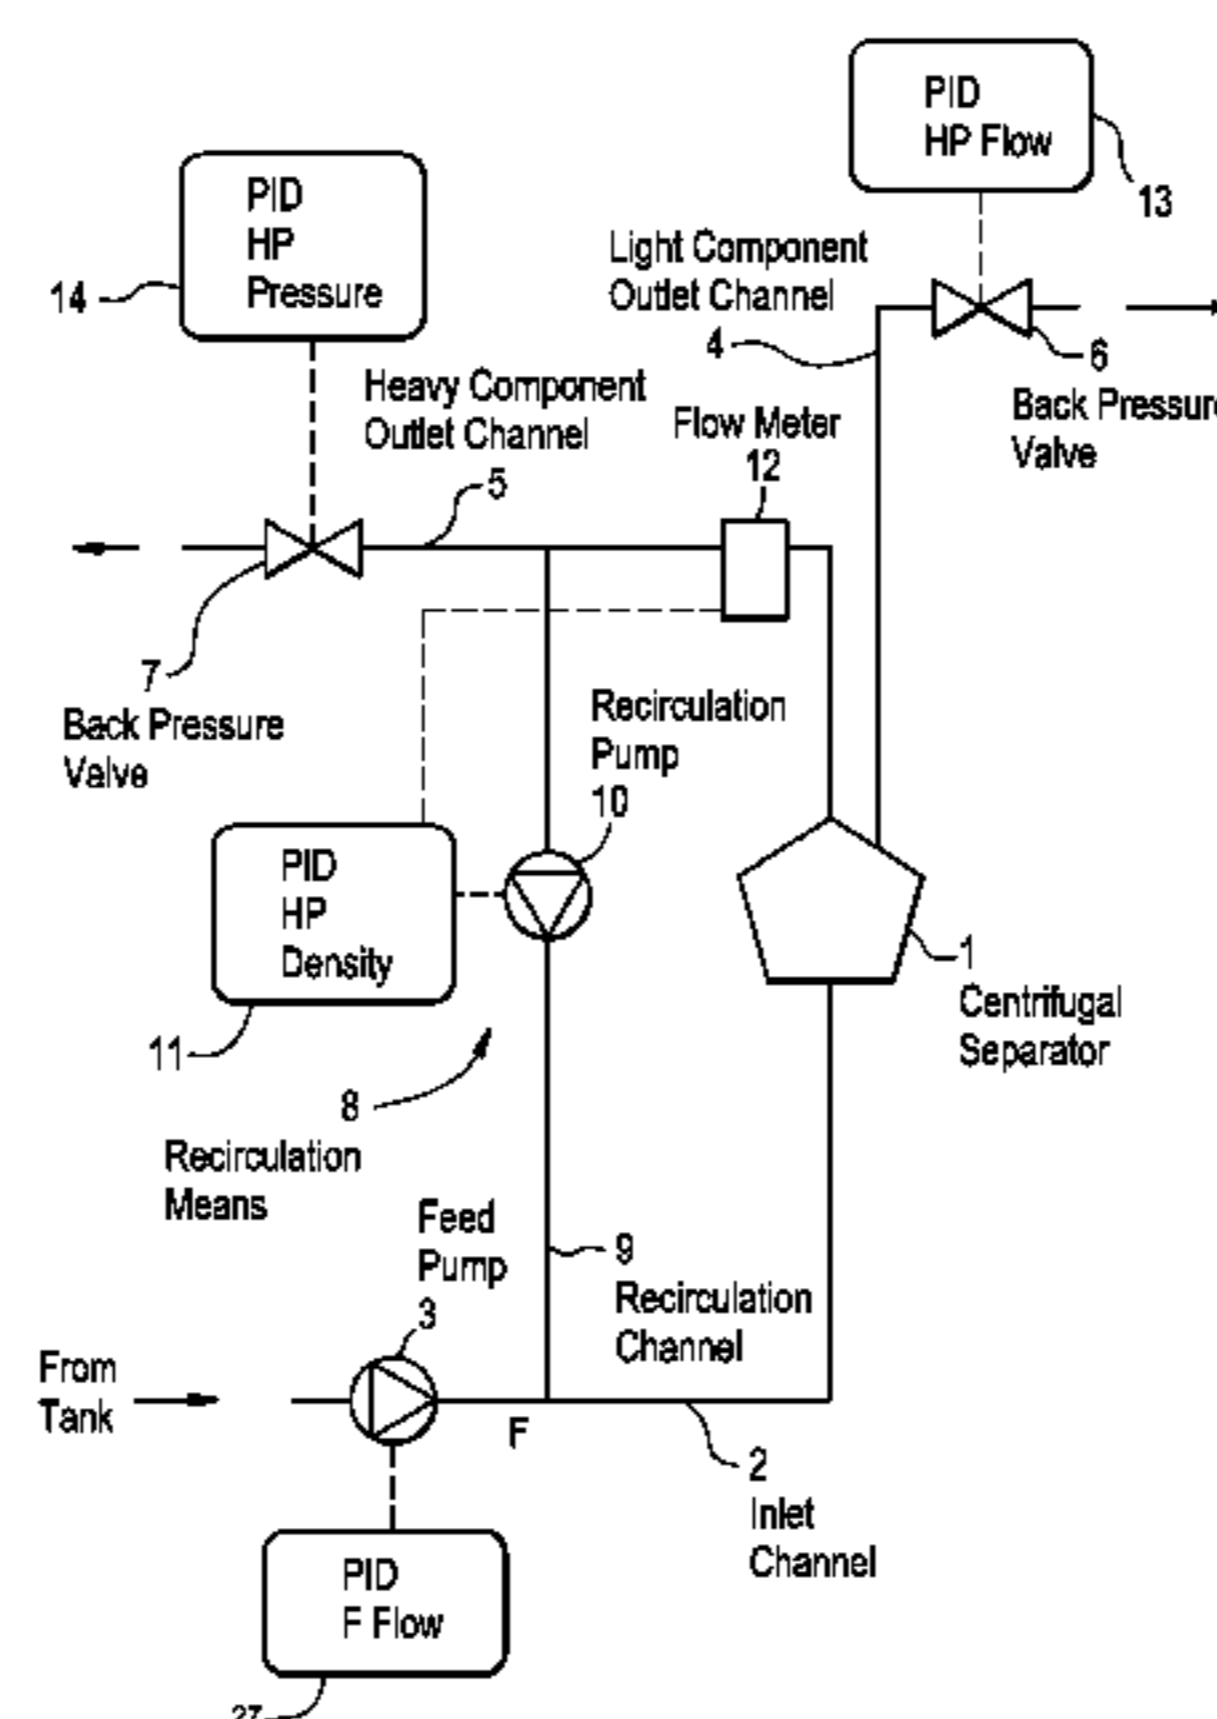 PID
HP Flow
13
PID
HP
Pressure
14
Light Component
Outlet Channel
4
6
Back Pressure
Valve
Heavy Component
Outlet Channel
5
Flow Meter
12
7
Back Pressure
Valve
Recirculation
Pump
10
PID
HP
Density
11
1
Centrifugal
Separator
8
Recirculation
Means
Feed
Pump
3
9
Recirculation
Channel
From
Tank
F
2
Inlet
Channel
PID
F Flow
27